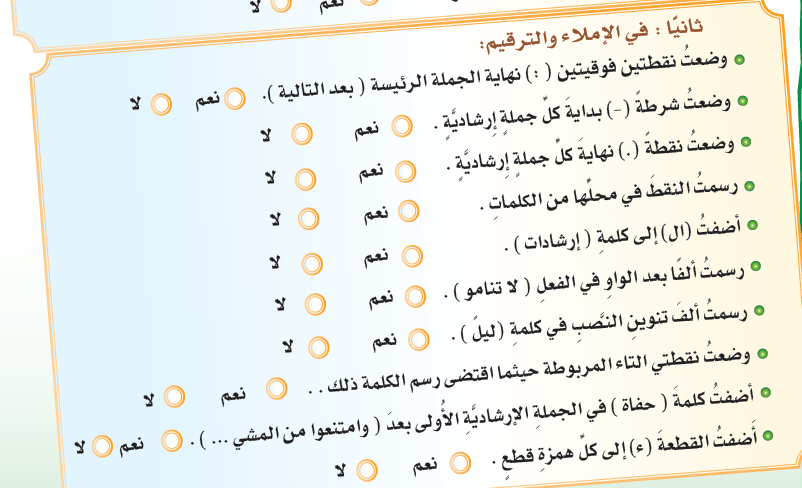 نعم لا
ثانيًا : في الإملاء والترقيم:
وضعتُ نقطتين فوقيتين ( : ) نهاية الجملة الرئيسة ( بعد التالية ). نعم لا
وضعتُ شرطةً (-) بدايةَ كلِّ جملةٍ إرشاديَّةٍ . نعم لا
وضعتُ نقطةً (.) نهايةَ كلِّ جملةٍ إرشاديَّةٍ . نعم لا
رسمتُ النقطَ في محلِّها من الكلماتِ . نعم لا
أضفتُ (ال) إلى كلمةِ ( إرشادات ) . نعم لا
رسمتُ ألفًا بعد الواوِ في الفعلِ ( لا تنامو ) . نعم لا
رسمتُ ألفَ تنوينِ النَّصبِ في كلمةِ (ليلً ) . نعم لا
وضعتُ نقطتي التاء المربوطة حيثما اقتضى رسم الكلمة ذلك . . نعم لا
أضفتُ كلمةَ ( حفاة ) في الجملةِ الإرشاديَّةِ الأُولى بعدَ ( وامتنعوا من المشي ... ) . نعم لا
أَضفتُ القطعةَ (ء) إلى كلِّ همزةِ قطعٍ . نعم لا